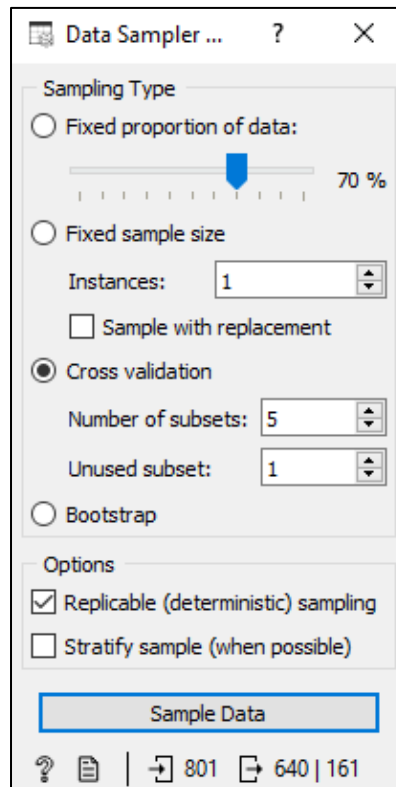 Data Sampler ... ?
Sampling Type
Fixed proportion of data:
70 %
Fixed sample size
Instances: 1
Sample with replacement
Cross validation
Number of subsets: 5
Unused subset: 1
Bootstrap
Options
Replicable (deterministic) sampling
Stratify sample (when possible)
Sample Data
? 801 640 | 161